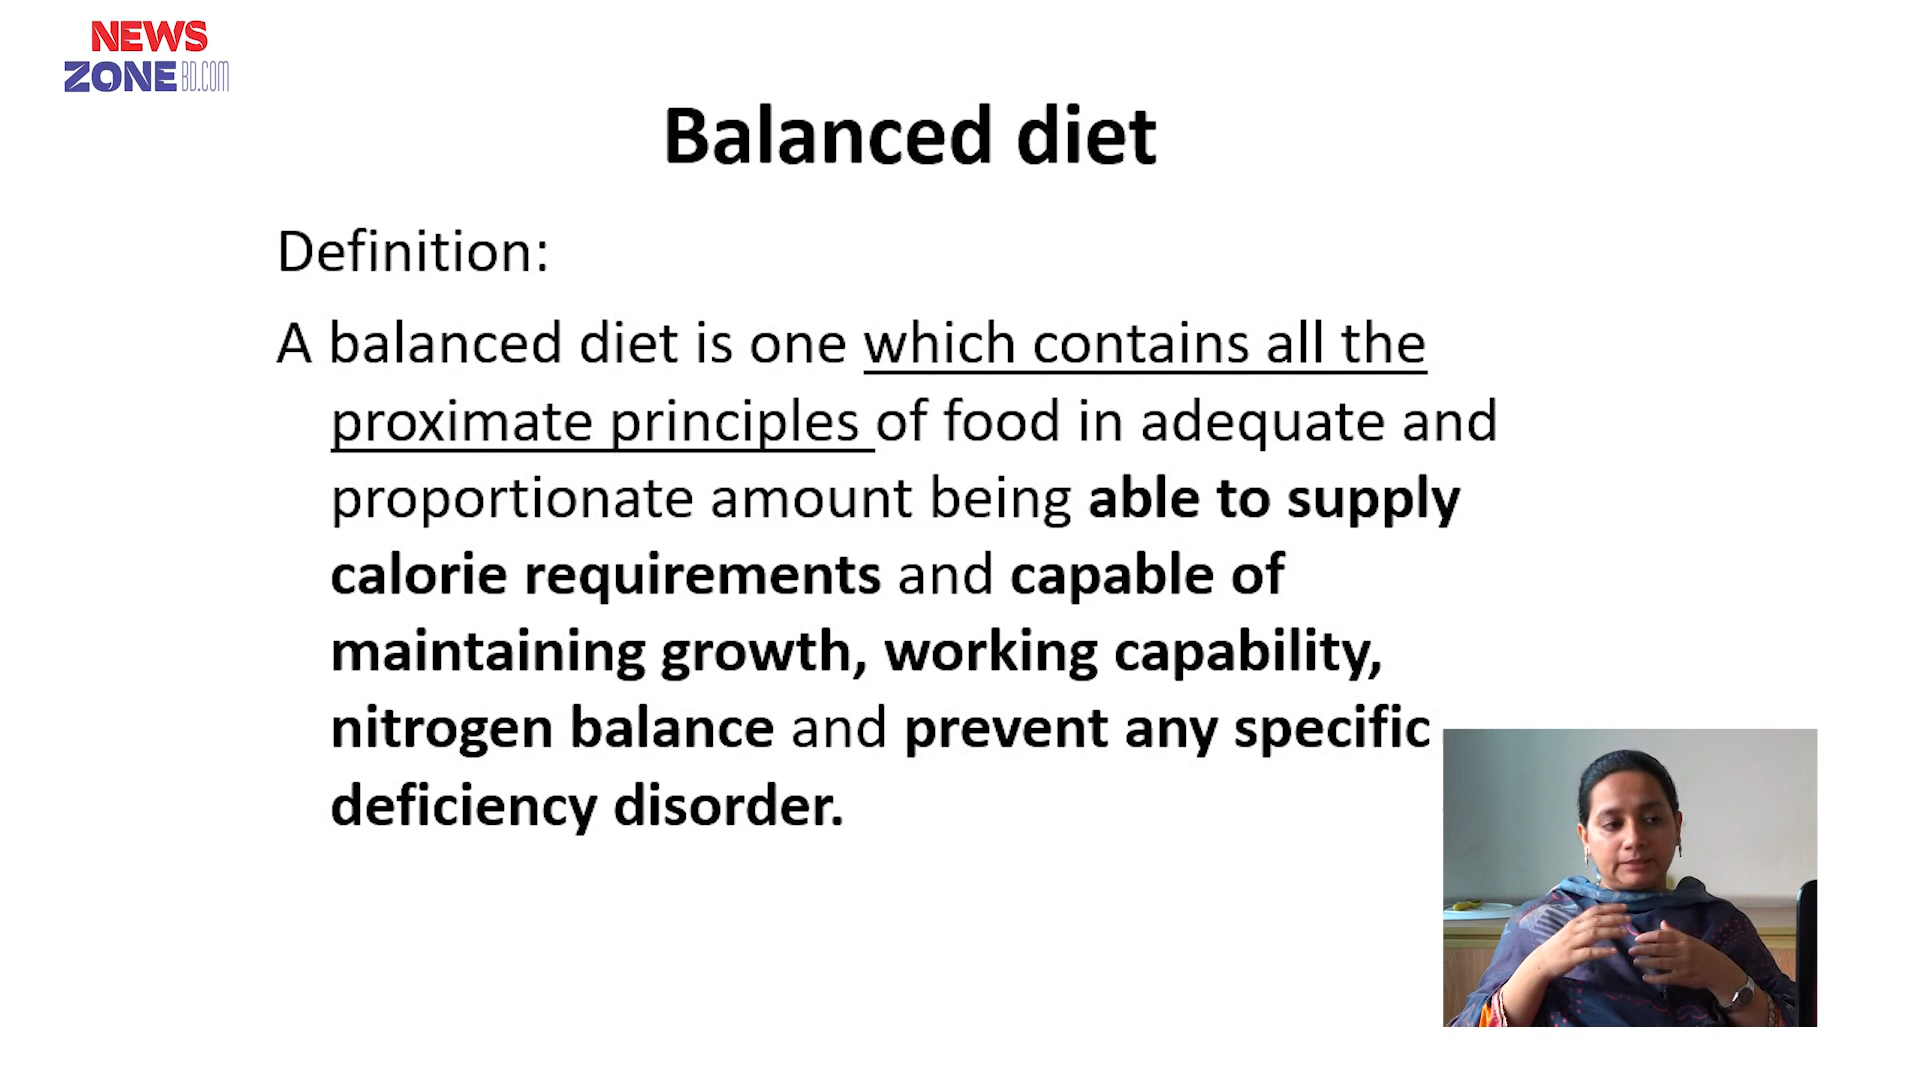 NEWS
ZONE BD.COM
Balanced diet
Definition:
A balanced diet is one which contains all the
proximate principles of food in adequate and
proportionate amount being able to supply
calorie requirements and capable of
maintaining growth, working capability,
nitrogen balance and prevent any specific
deficiency disorder.